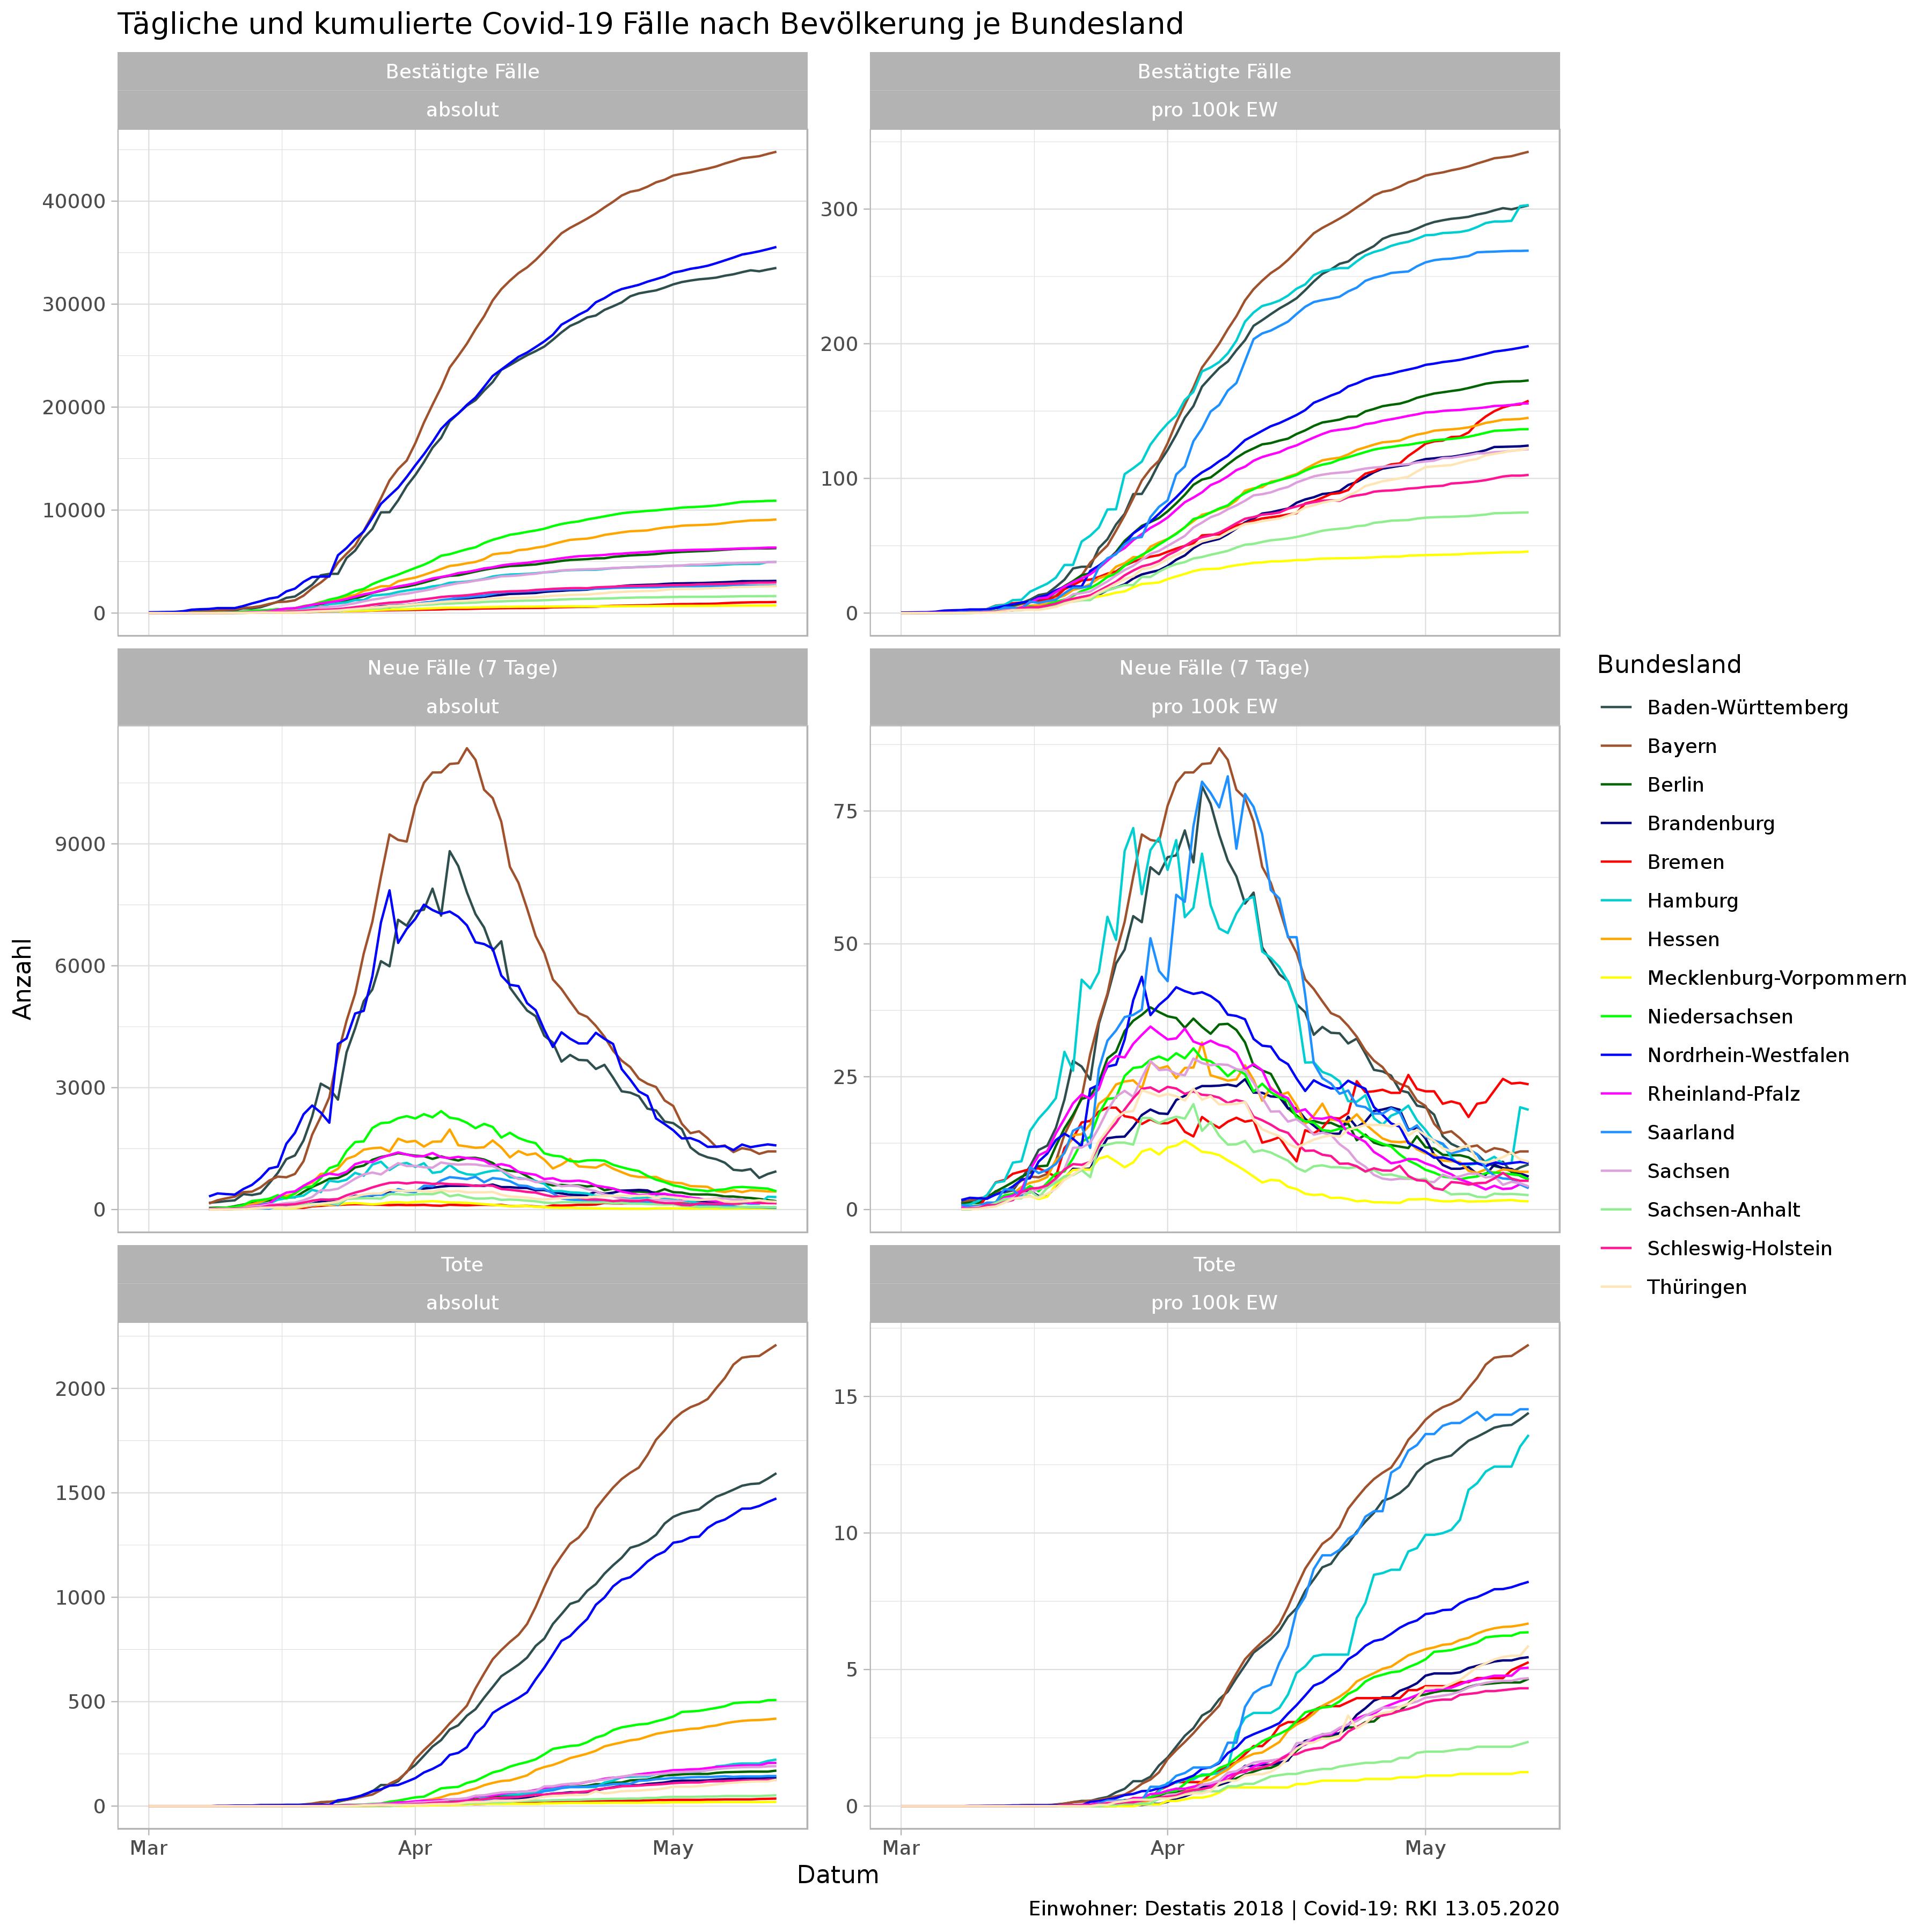 Tägliche und kumulierte Covid-19 Fälle nach Bevölkerung je Bundesland
Bestätigte Fälle
absolut
40000
30000
20000
10000
0
Bestätigte Fälle
pro 100k EW
300
200
100
0
Neue Fälle (7 Tage)
absolut
9000
6000
3000
0
Neue Fälle (7 Tage)
pro 100k EW
75
50
25
0
Tote
absolut
2000
1500
1000
500
0
Mar
Apr
May
Tote
pro 100k EW
15
10
5
0
Mar
Apr
May
Anzahl
Datum
Bundesland
Baden-Württemberg
Bayern
Berlin
Brandenburg
Bremen
Hamburg
Hessen
Mecklenburg-Vorpommern
Niedersachsen
Nordrhein-Westfalen
Rheinland-Pfalz
Saarland
Sachsen
Sachsen-Anhalt
Schleswig-Holstein
Thüringen
Einwohner: Destatis 2018 | Covid-19: RKI 13.05.2020